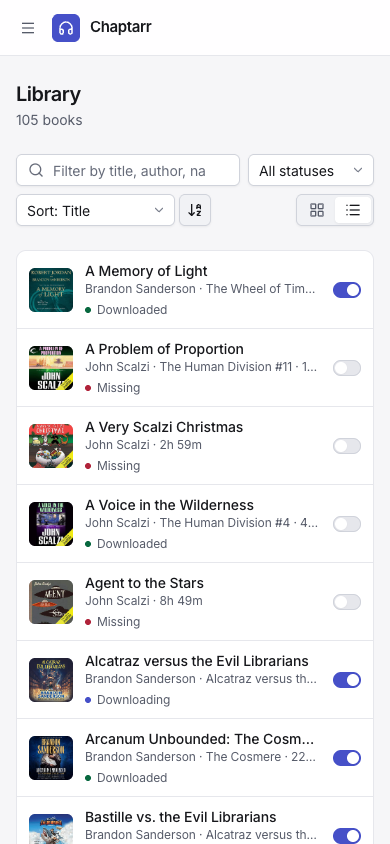 Chaptarr
Library
105 books
Filter by title, author, na
All statuses
Sort: Title
A Memory of Light
Brandon Sanderson · The Wheel of Tim…
Downloaded
A Problem of Proportion
John Scalzi · The Human Division #11 · 1…
Missing
A Very Scalzi Christmas
John Scalzi · 2h 59m
Missing
A Voice in the Wilderness
John Scalzi · The Human Division #4 · 4…
Downloaded
Agent to the Stars
John Scalzi · 8h 49m
Missing
Alcatraz versus the Evil Librarians
Brandon Sanderson · Alcatraz versus th…
Downloading
Arcanum Unbounded: The Cosm…
Brandon Sanderson · The Cosmere · 22…
Downloaded
Bastille vs. the Evil Librarians
Brandon Sanderson · Alcatraz versus th…